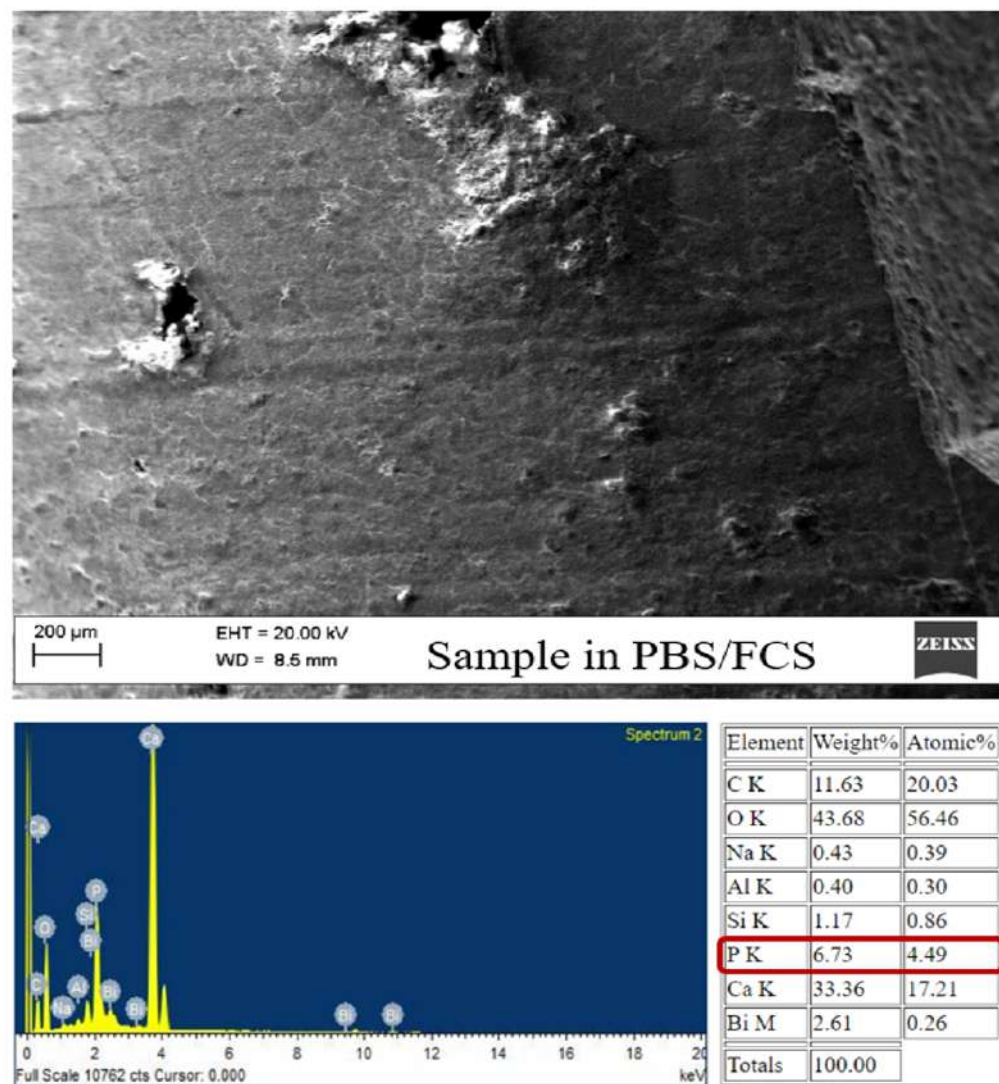 200 µm
EHT = 20.00 kV
WD = 8.5 mm
Sample in PBS/FCS
ZEISS
Spectrum 2
Ca
Ca
P
Si
O
Bi
C
Al
Bi
Na
Bi
Bi
Bi
0 2 4 6 8 10 12 14 16 18 20
Full Scale 10762 cts Cursor: 0.000 keV
Element Weight% Atomic%
C K 11.63 20.03
O K 43.68 56.46
Na K 0.43 0.39
Al K 0.40 0.30
Si K 1.17 0.86
P K 6.73 4.49
Ca K 33.36 17.21
Bi M 2.61 0.26
Totals 100.00